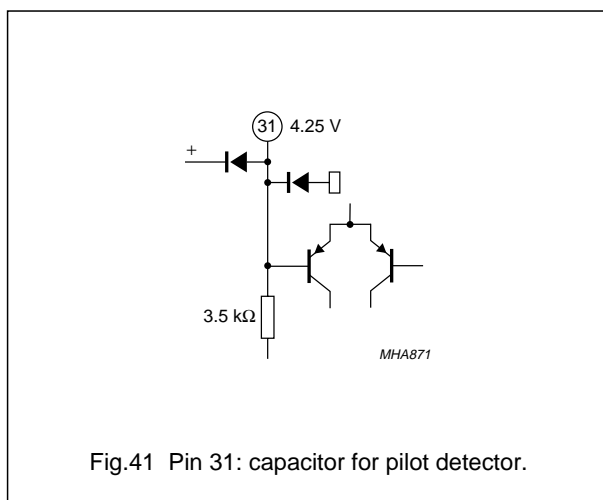 31 4.25 V
+
3.5 kΩ
MHA871
Fig.41 Pin 31: capacitor for pilot detector.